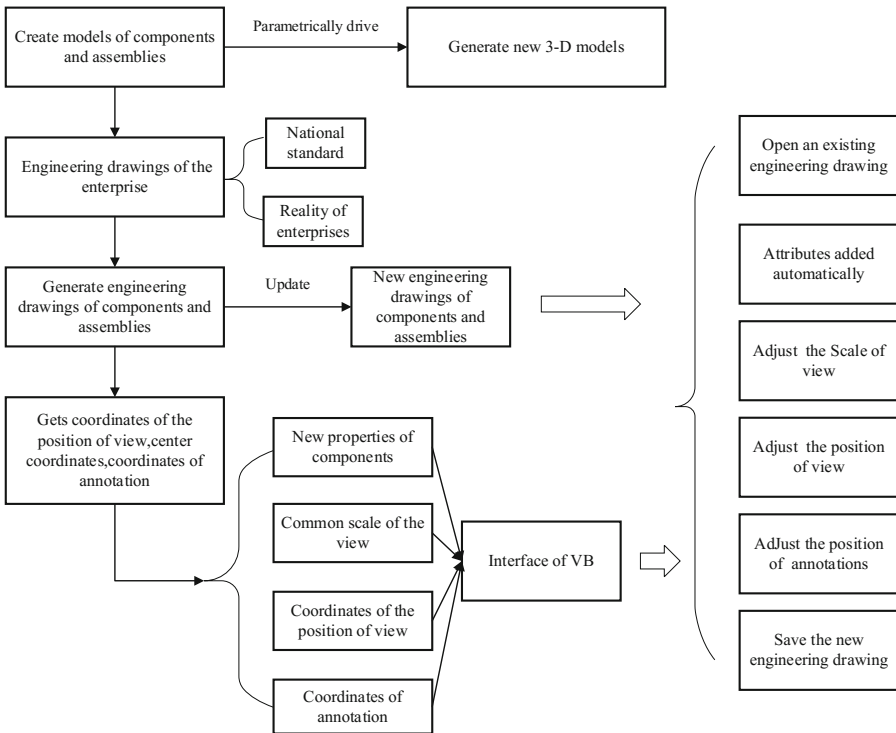 Create models of components
and assemblies
Parametrically drive
Generate new 3-D models
Engineering drawings of the
enterprise
National
standard
Reality of
enterprises
Generate engineering
drawings of components and
assemblies
Update
New engineering
drawings of
components and
assemblies
Gets coordinates of the
position of view,center
coordinates,coordinates of
annotation
New properties of
components
Common scale of the
view
Coordinates of the
position of view
Coordinates of
annotation
Interface of VB
Open an existing
engineering drawing
Attributes added
automatically
Adjust the Scale of
view
Adjust the position
of view
AdJust the position
of annotations
Save the new
engineering drawing